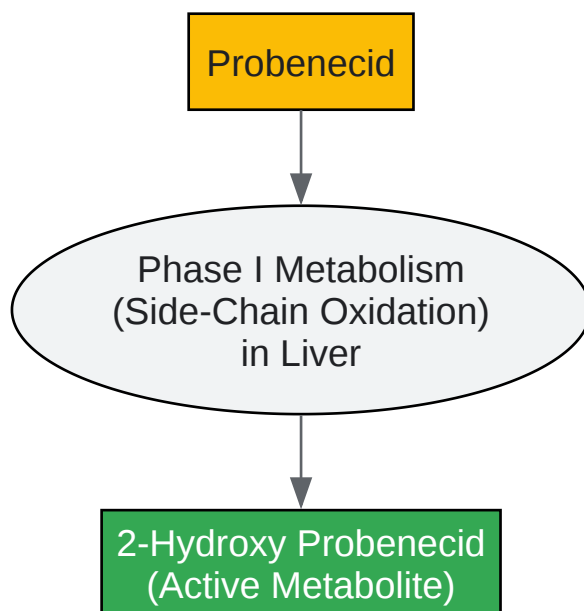 Probenecid
Phase I Metabolism
(Side-Chain Oxidation)
in Liver
2-Hydroxy Probenecid
(Active Metabolite)